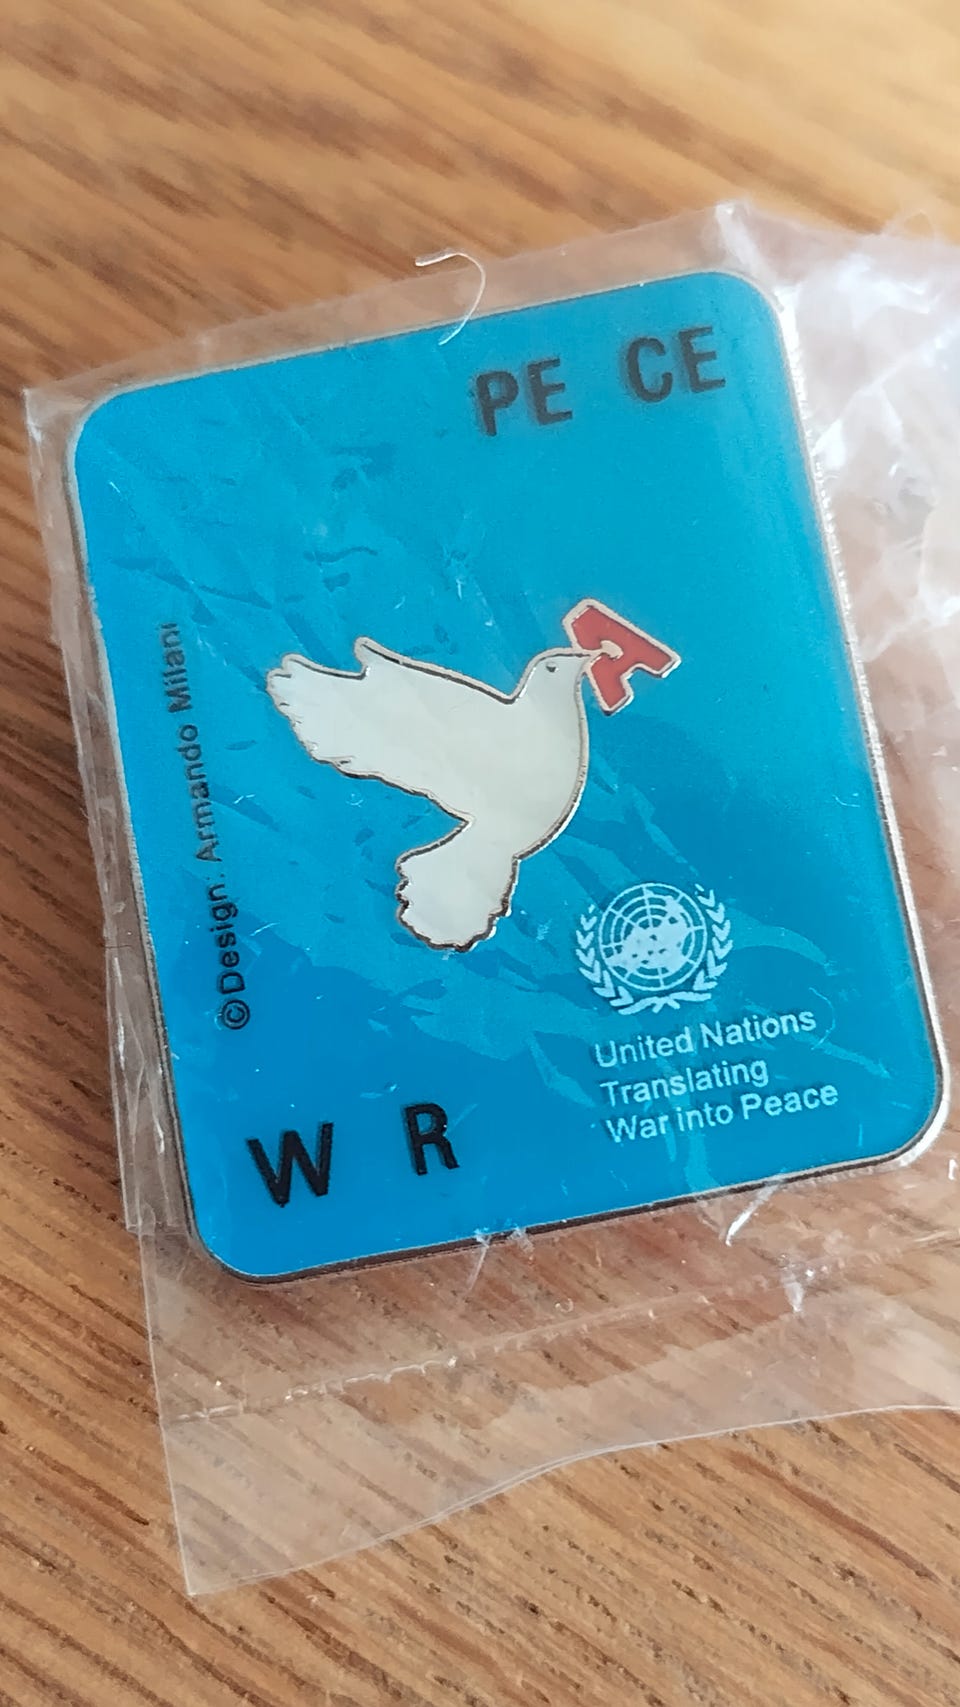 PE CE
A
©Design: Armando Milani
United Nations
Translating
War into Peace
W R